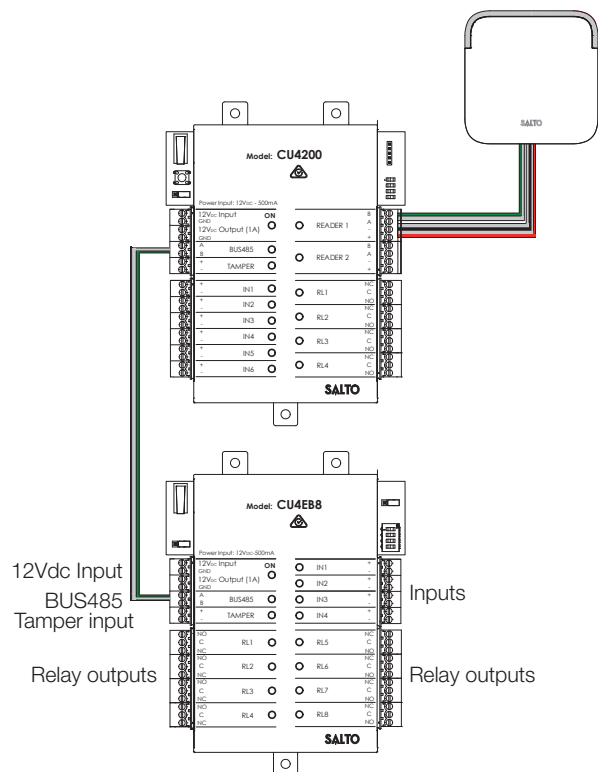 SALTO
Model: CU4200
Power Input: 12VDC - 500mA
12VDC Input
GND
ON
12VDC Output (1A)
GND
A
B
BUS485
+
-
TAMPER
READER 1
B
A
-
+
READER 2
B
A
-
+
+
-
IN1
+
-
IN2
+
-
IN3
+
-
IN4
+
-
IN5
+
-
IN6
RL1
NC
C
NO
RL2
NC
C
NO
RL3
NC
C
NO
RL4
NC
C
NO
SALTO
Model: CU4EB8
Power Input: 12VDC-500mA
12VDC Input
GND
ON
12VDC Output (1A)
GND
A
B
BUS485
+
-
TAMPER
IN1
+
-
IN2
+
-
IN3
+
-
IN4
+
-
NO
C
NC
RL1
NO
C
NC
RL2
NO
C
NC
RL3
NO
C
NC
RL4
RL5
NC
C
NO
RL6
NC
C
NO
RL7
NC
C
NO
RL8
NC
C
NO
SALTO
12Vdc Input
BUS485
Tamper input
Relay outputs
Inputs
Relay outputs